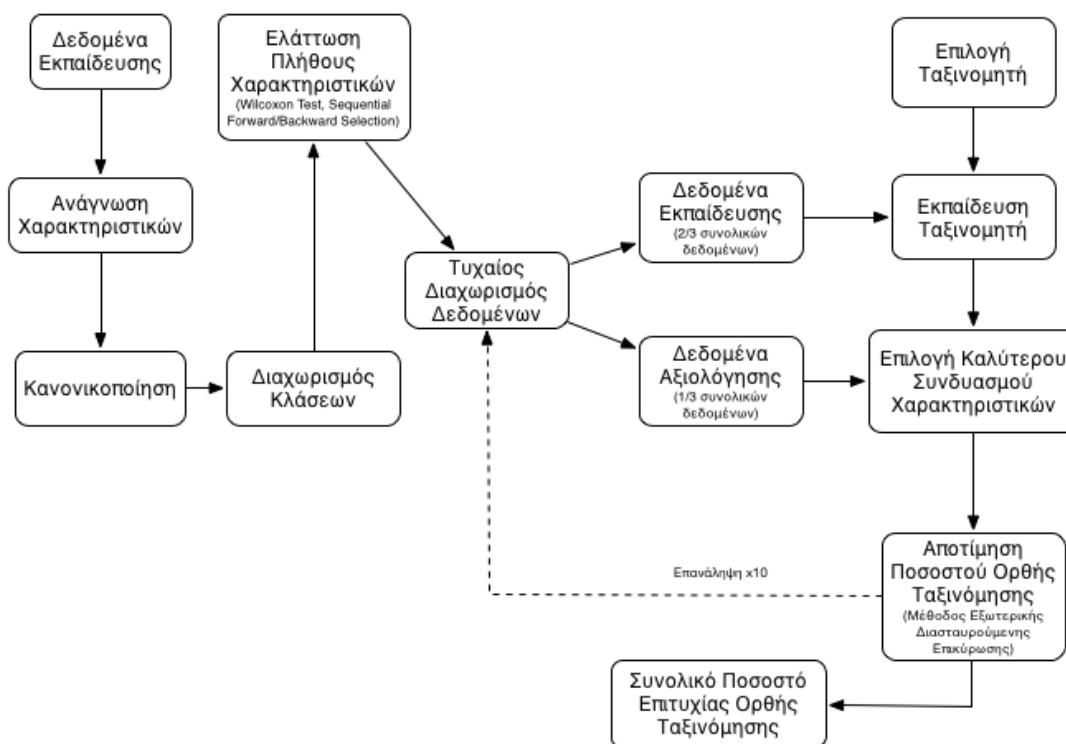 Δεδομένα
Εκπαίδευσης
Ανάγνωση
Χαρακτηριστικών
Κανονικοποίηση
Διαχωρισμός
Κλάσεων
Ελάττωση
Πλήθους
Χαρακτηριστικών
(Wilcoxon Test, Sequential
Forward/Backward Selection)
Τυχαίος
Διαχωρισμός
Δεδομένων
Δεδομένα
Εκπαίδευσης
(2/3 συνολικών
δεδομένων)
Δεδομένα
Αξιολόγησης
(1/3 συνολικών
δεδομένων)
Επιλογή
Ταξινομητή
Εκπαίδευση
Ταξινομητή
Επιλογή Καλύτερου
Συνδυασμού
Χαρακτηριστικών
Αποτίμηση
Ποσοστού Ορθής
Ταξινόμησης
(Μέθοδος Εξωτερικής
Διασταυρούμενης
Επικύρωσης)
Επανάληψη x10
Συνολικό Ποσοστό
Επιτυχίας Ορθής
Ταξινόμησης